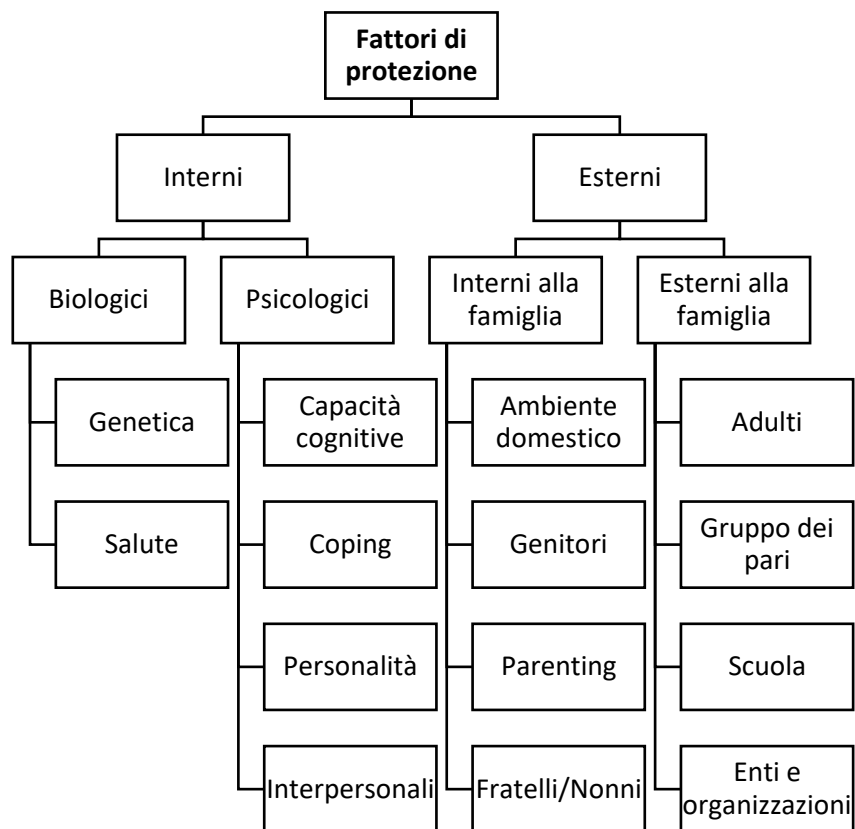 Fattori di
protezione
Interni
Esterni
Biologici
Psicologici
Interni alla
famiglia
Esterni alla
famiglia
Genetica
Capacità
cognitive
Ambiente
domestico
Adulti
Salute
Coping
Genitori
Gruppo dei
pari
Personalità
Parenting
Scuola
Interpersonali
Fratelli/Nonni
Enti e
organizzazioni